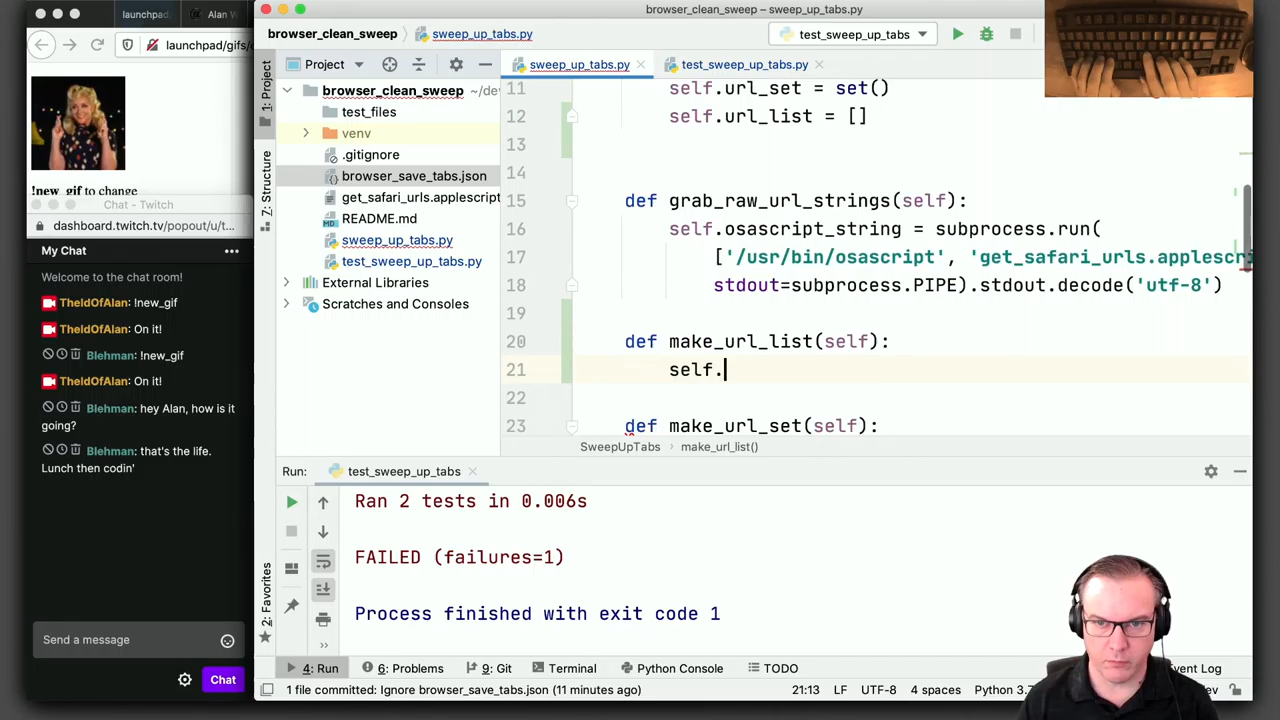 launchpad
Alan W
launchpad/gifs/
!new_gif to change
Chat - Twitch
dashboard.twitch.tv/popout/u/t...
My Chat
Welcome to the chat room!
TheIdOfAlan: !new_gif
TheIdOfAlan: On it!
Blehman: !new_gif
TheIdOfAlan: On it!
Blehman: hey Alan, how is it
going?
Blehman: that's the life.
Lunch then codin'
Send a message
Chat
browser_clean_sweep – sweep_up_tabs.py
browser_clean_sweep
sweep_up_tabs.py
test_sweep_up_tabs
1: Project
7: Structure
2: Favorites
Project
browser_clean_sweep ~/de
test_files
venv
.gitignore
browser_save_tabs.json
get_safari_urls.applescript
README.md
sweep_up_tabs.py
test_sweep_up_tabs.py
External Libraries
Scratches and Consoles
sweep_up_tabs.py
test_sweep_up_tabs.py
11 self.url_set = set()
12 self.url_list = []
13
14
15 def grab_raw_url_strings(self):
16 self.osascript_string = subprocess.run(
17 ['/usr/bin/osascript', 'get_safari_urls.applescri
18 stdout=subprocess.PIPE).stdout.decode('utf-8')
19
20 def make_url_list(self):
21 self.
22
23 def make_url_set(self):
SweepUpTabs
make_url_list()
Run:
test_sweep_up_tabs
Ran 2 tests in 0.006s
FAILED (failures=1)
Process finished with exit code 1
4: Run
6: Problems
9: Git
Terminal
Python Console
TODO
vent Log
1 file committed: Ignore browser_save_tabs.json (11 minutes ago)
21:13
LF
UTF-8
4 spaces
Python 3.7
ev